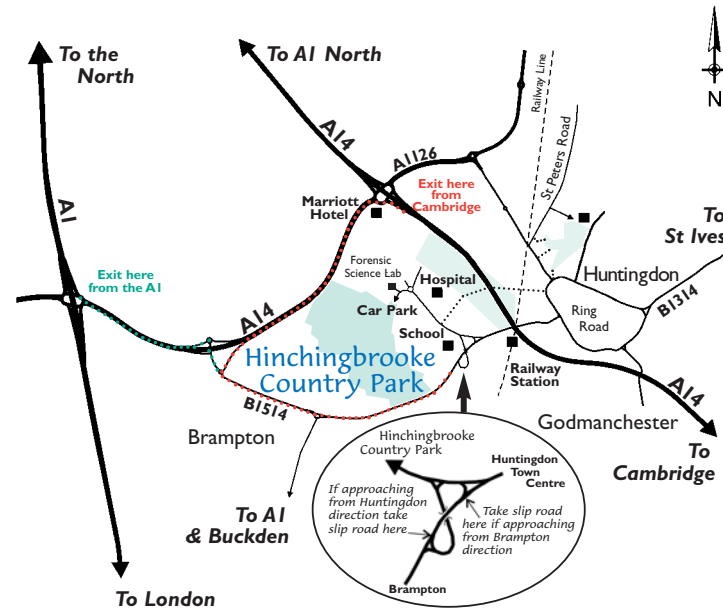 To the
North
To A1 North
A14
A1126
Railway Line
St Peters Road
N
Exit here
from
Cambridge
Marriott
Hotel
To
St Ives
A1
Exit here
from the A1
Forensic
Science Lab
Hospital
Huntingdon
Car Park
Ring
Road
B1314
A14
School
Hinchingbrooke
Country Park
Railway
Station
A14
B1514
Brampton
Godmanchester
To
Cambridge
Hinchingbrooke
Country Park
Huntingdon
Town
Centre
If approaching
from Huntingdon
direction take
slip road here
Take slip road
here if approaching
from Brampton
direction
To A1
& Buckden
Brampton
To London